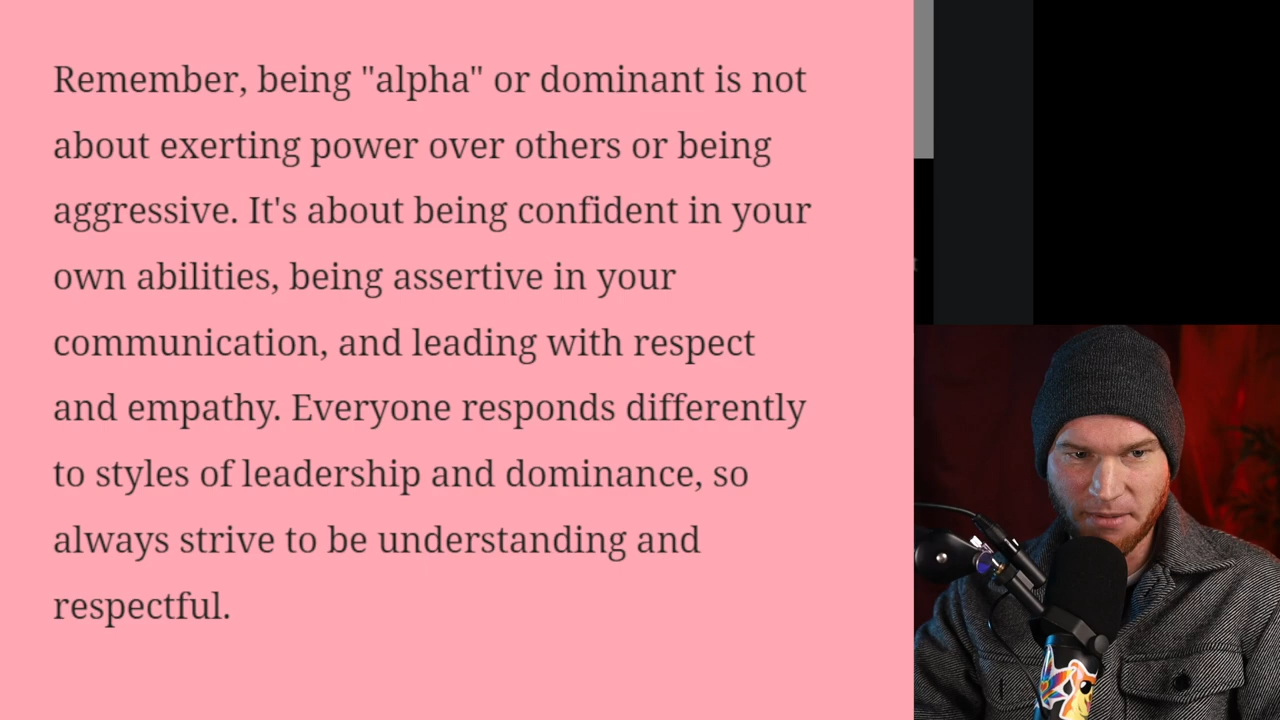 Remember, being "alpha" or dominant is not
about exerting power over others or being
aggressive. It's about being confident in your
own abilities, being assertive in your
communication, and leading with respect
and empathy. Everyone responds differently
to styles of leadership and dominance, so
always strive to be understanding and
respectful.